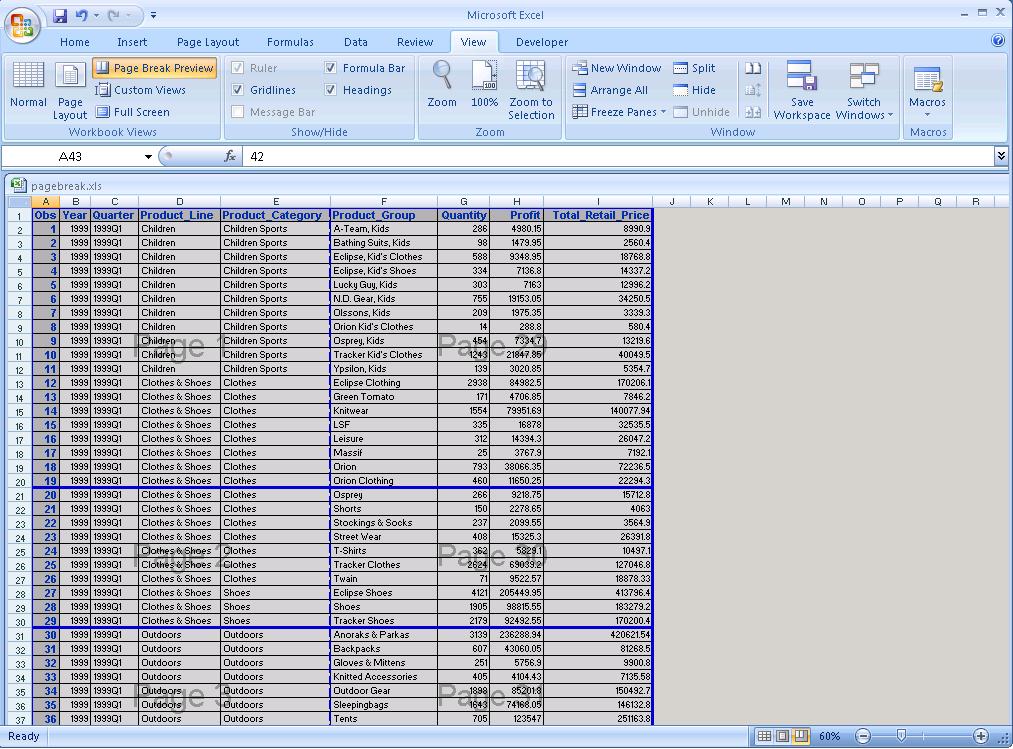 Microsoft Excel
Home Insert Page Layout Formulas Data Review View Developer
Normal
Page Layout
Page Break Preview
Custom Views
Full Screen
Workbook Views
Ruler
Gridlines
Message Bar
Formula Bar
Headings
Show/Hide
Zoom
100%
Zoom to Selection
Zoom
New Window
Arrange All
Freeze Panes
Split
Hide
Unhide
Save Workspace
Switch Windows
Window
Macros
Macros
A43 fx 42
pagebreak.xls
A B C D E F G H I J K L M N O P Q R
1 Obs Year Quarter Product_Line Product_Category Product_Group Quantity Profit Total_Retail_Price
2 1 1999 1999Q1 Children Children Sports A-Team, Kids 286 4980.15 8990.9
3 2 1999 1999Q1 Children Children Sports Bathing Suits, Kids 98 1479.95 2560.4
4 3 1999 1999Q1 Children Children Sports Eclipse, Kid's Clothes 588 9348.95 18768.8
5 4 1999 1999Q1 Children Children Sports Eclipse, Kid's Shoes 334 7136.8 14337.2
6 5 1999 1999Q1 Children Children Sports Lucky Guy, Kids 303 7163 12996.2
7 6 1999 1999Q1 Children Children Sports N.D. Gear, Kids 755 19153.05 34250.5
8 7 1999 1999Q1 Children Children Sports Olssons, Kids 209 1975.35 3339.3
9 8 1999 1999Q1 Children Children Sports Orion Kid's Clothes 14 288.8 580.4
10 9 1999 1999Q1 Children Children Sports Osprey, Kids 454 7334.7 13219.6
Page 1 Page 29
11 10 1999 1999Q1 Children Children Sports Tracker Kid's Clothes 1243 21847.85 40049.5
12 11 1999 1999Q1 Children Children Sports Ypsilon, Kids 139 3020.85 5354.7
13 12 1999 1999Q1 Clothes & Shoes Clothes Eclipse Clothing 2938 84982.5 170206.1
14 13 1999 1999Q1 Clothes & Shoes Clothes Green Tomato 171 4706.85 7846.2
15 14 1999 1999Q1 Clothes & Shoes Clothes Knitwear 1554 79951.69 140077.94
16 15 1999 1999Q1 Clothes & Shoes Clothes LSF 335 16878 32535.5
17 16 1999 1999Q1 Clothes & Shoes Clothes Leisure 312 14394.3 26047.2
18 17 1999 1999Q1 Clothes & Shoes Clothes Massif 25 3767.9 7192.1
19 18 1999 1999Q1 Clothes & Shoes Clothes Orion 793 38066.35 72236.5
20 19 1999 1999Q1 Clothes & Shoes Clothes Orion Clothing 460 11650.25 22294.3
21 20 1999 1999Q1 Clothes & Shoes Clothes Osprey 266 9218.75 15712.8
22 21 1999 1999Q1 Clothes & Shoes Clothes Shorts 150 2278.65 4063
23 22 1999 1999Q1 Clothes & Shoes Clothes Stockings & Socks 237 2099.55 3564.9
24 23 1999 1999Q1 Clothes & Shoes Clothes Street Wear 408 15325.3 26391.8
25 24 1999 1999Q1 Clothes & Shoes Clothes T-Shirts 362 5829.1 10497.1
Page 2 Page 30
26 25 1999 1999Q1 Clothes & Shoes Clothes Tracker Clothes 2624 69039.2 127046.8
27 26 1999 1999Q1 Clothes & Shoes Clothes Twain 71 9522.57 18878.33
28 27 1999 1999Q1 Clothes & Shoes Shoes Eclipse Shoes 4121 205449.95 413796.4
29 28 1999 1999Q1 Clothes & Shoes Shoes Shoes 1905 98815.55 183279.2
30 29 1999 1999Q1 Clothes & Shoes Shoes Tracker Shoes 2179 92492.55 170200.4
31 30 1999 1999Q1 Outdoors Outdoors Anoraks & Parkas 3139 236288.94 420621.54
32 31 1999 1999Q1 Outdoors Outdoors Backpacks 607 43060.05 81268.5
33 32 1999 1999Q1 Outdoors Outdoors Gloves & Mittens 251 5756.9 9900.8
34 33 1999 1999Q1 Outdoors Outdoors Knitted Accessories 405 4104.43 7135.58
35 34 1999 1999Q1 Outdoors Outdoors Outdoor Gear 1898 85201.8 150492.7
Page 3 Page 31
36 35 1999 1999Q1 Outdoors Outdoors Sleepingbags 1643 74168.05 146132.8
37 36 1999 1999Q1 Outdoors Outdoors Tents 705 123547 251163.8
Ready 60%